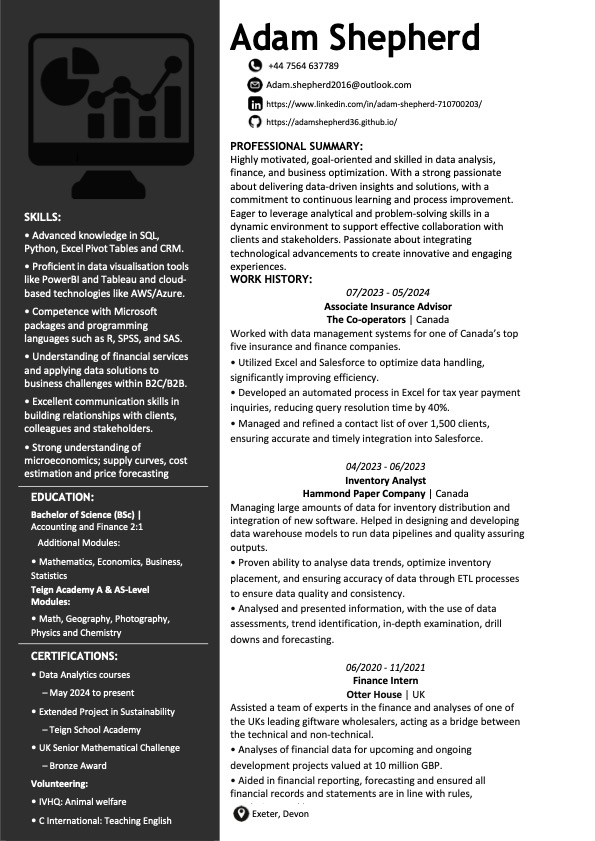 Adam Shepherd
+44 7564 637789
Adam.shepherd2016@outlook.com
https://www.linkedin.com/in/adam-shepherd-710700203/
https://adamshepherd36.github.io/
SKILLS:
• Advanced knowledge in SQL,
Python, Excel Pivot Tables and CRM.
• Proficient in data visualisation tools
like PowerBI and Tableau and cloud-
based technologies like AWS/Azure.
• Competence with Microsoft
packages and programming
languages such as R, SPSS, and SAS.
• Understanding of financial services
and applying data solutions to
business challenges within B2C/B2B.
• Excellent communication skills in
building relationships with clients,
colleagues and stakeholders.
• Strong understanding of
microeconomics; supply curves, cost
estimation and price forecasting
EDUCATION:
Bachelor of Science (BSc) |
Accounting and Finance 2:1
Additional Modules:
• Mathematics, Economics, Business,
Statistics
Teign Academy A & AS-Level
Modules:
• Math, Geography, Photography,
Physics and Chemistry
CERTIFICATIONS:
• Data Analytics courses
– May 2024 to present
• Extended Project in Sustainability
– Teign School Academy
• UK Senior Mathematical Challenge
– Bronze Award
Volunteering:
• IVHQ: Animal welfare
• C International: Teaching English
PROFESSIONAL SUMMARY:
Highly motivated, goal-oriented and skilled in data analysis,
finance, and business optimization. With a strong passionate
about delivering data-driven insights and solutions, with a
commitment to continuous learning and process improvement.
Eager to leverage analytical and problem-solving skills in a
dynamic environment to support effective collaboration with
clients and stakeholders. Passionate about integrating
technological advancements to create innovative and engaging
experiences.
WORK HISTORY:
07/2023 - 05/2024
Associate Insurance Advisor
The Co-operators | Canada
Worked with data management systems for one of Canada’s top
five insurance and finance companies.
• Utilized Excel and Salesforce to optimize data handling,
significantly improving efficiency.
• Developed an automated process in Excel for tax year payment
inquiries, reducing query resolution time by 40%.
• Managed and refined a contact list of over 1,500 clients,
ensuring accurate and timely integration into Salesforce.
04/2023 - 06/2023
Inventory Analyst
Hammond Paper Company | Canada
Managing large amounts of data for inventory distribution and
integration of new software. Helped in designing and developing
data warehouse models to run data pipelines and quality assuring
outputs.
• Proven ability to analyse data trends, optimize inventory
placement, and ensuring accuracy of data through ETL processes
to ensure data quality and consistency.
• Analysed and presented information, with the use of data
assessments, trend identification, in-depth examination, drill
downs and forecasting.
06/2020 - 11/2021
Finance Intern
Otter House | UK
Assisted a team of experts in the finance and analyses of one of
the UKs leading giftware wholesalers, acting as a bridge between
the technical and non-technical.
• Analyses of financial data for upcoming and ongoing
development projects valued at 10 million GBP.
• Aided in financial reporting, forecasting and ensured all
financial records and statements are in line with rules,
Exeter, Devon